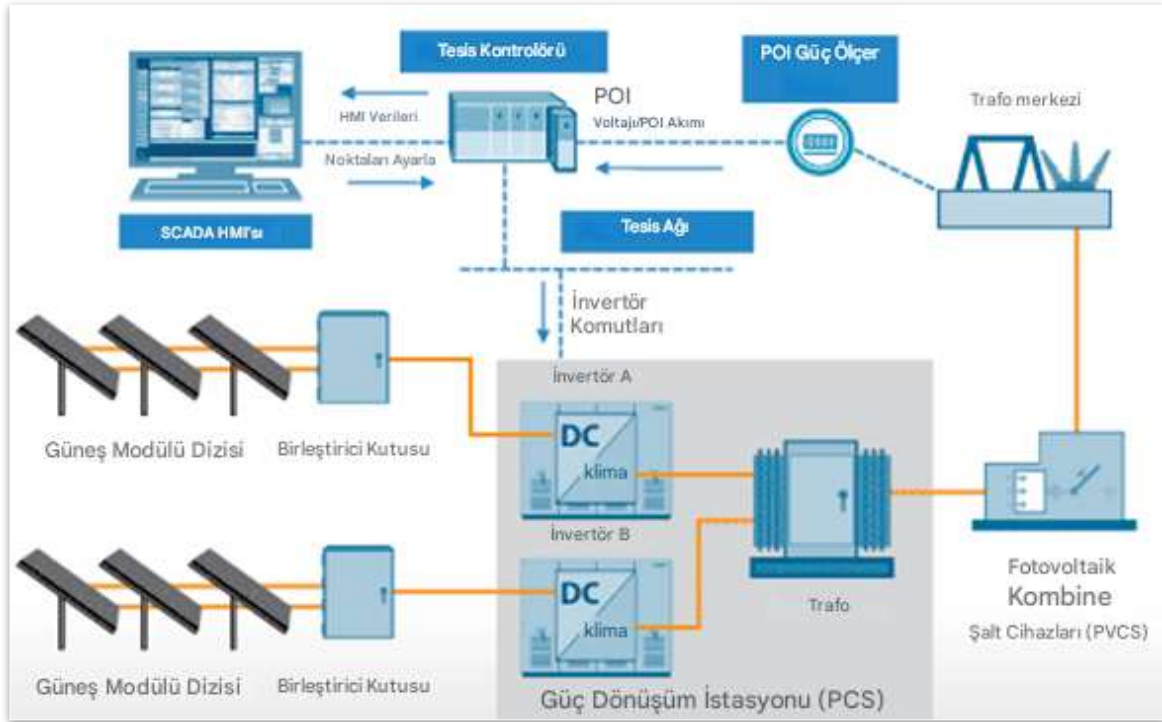 Tesis Kontrolörü
POI Güç Ölçer
Trafo merkezi
HMI Verileri
POI
Voltajı/POI Akımı
Noktaları Ayarla
SCADA HMI'sı
Tesis Ağı
İnvertör
Komutları
İnvertör A
DC
klima
Güneş Modülü Dizisi
Birleştirici Kutusu
İnvertör B
DC
klima
Trafo
Fotovoltaik
Kombine
Şalt Cihazları (PVCS)
Güneş Modülü Dizisi
Birleştirici Kutusu
Güç Dönüşüm İstasyonu (PCS)